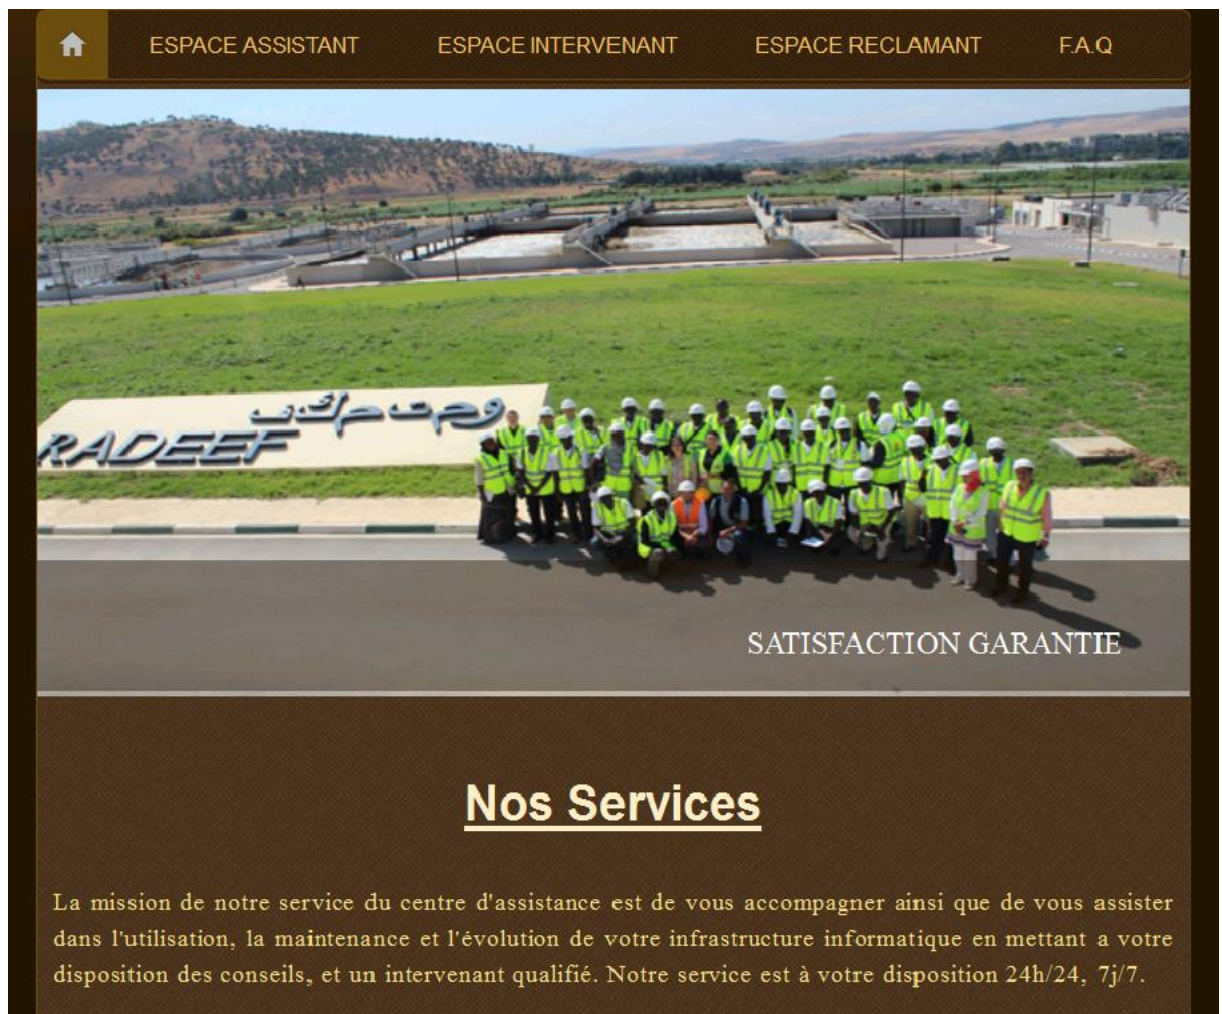 ESPACE ASSISTANT ESPACE INTERVENANT ESPACE RECLAMANT F.A.Q
وم ت م ك ف
RADEEF
SATISFACTION GARANTIE
Nos Services
La mission de notre service du centre d'assistance est de vous accompagner ainsi que de vous assister
dans l'utilisation, la maintenance et l'évolution de votre infrastructure informatique en mettant a votre
disposition des conseils, et un intervenant qualifié. Notre service est à votre disposition 24h/24, 7j/7.